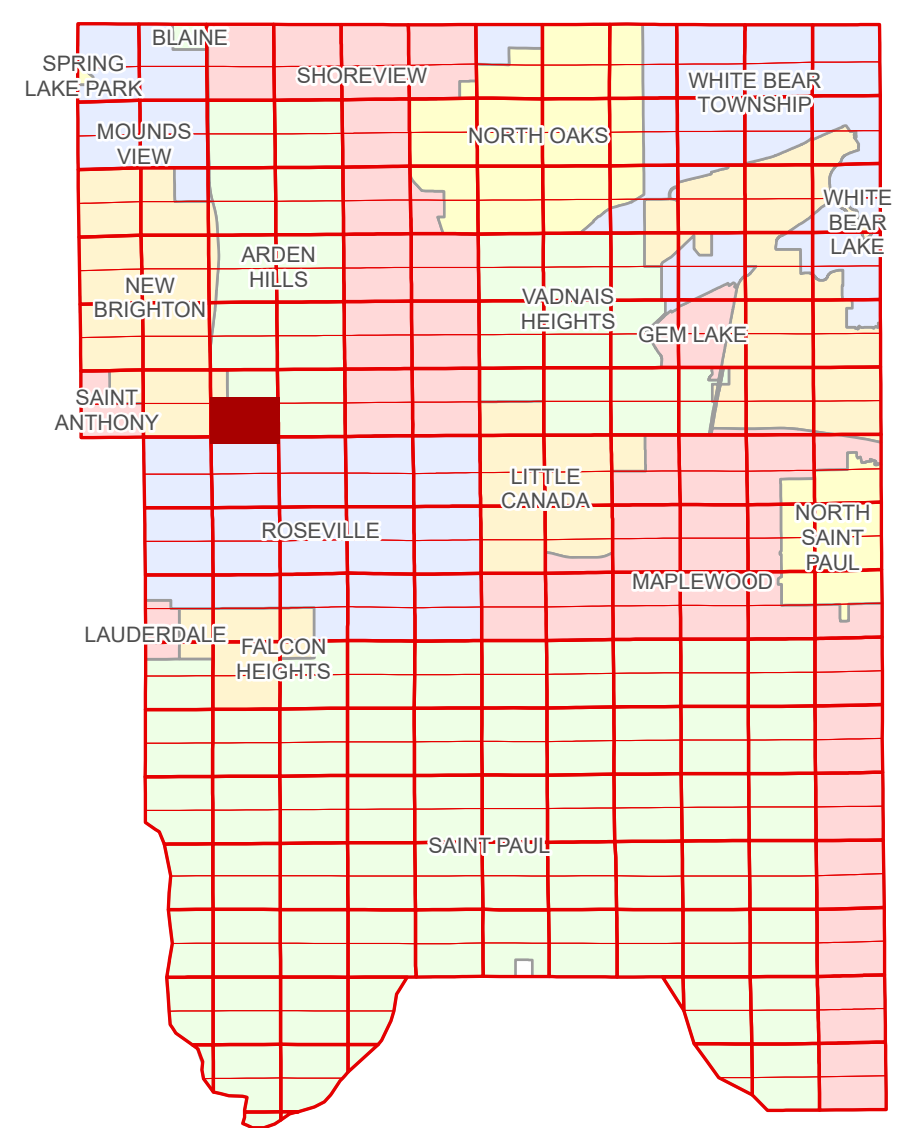 BLAINE
SPRING
LAKE PARK
SHOREVIEW
WHITE BEAR
TOWNSHIP
MOUNDS
VIEW
NORTH OAKS
WHITE
BEAR
LAKE
ARDEN
HILLS
NEW
BRIGHTON
VADNAIS
HEIGHTS
GEM LAKE
SAINT
ANTHONY
LITTLE
CANADA
NORTH
SAINT
PAUL
ROSEVILLE
MAPLEWOOD
LAUDERDALE
FALCON
HEIGHTS
SAINT PAUL